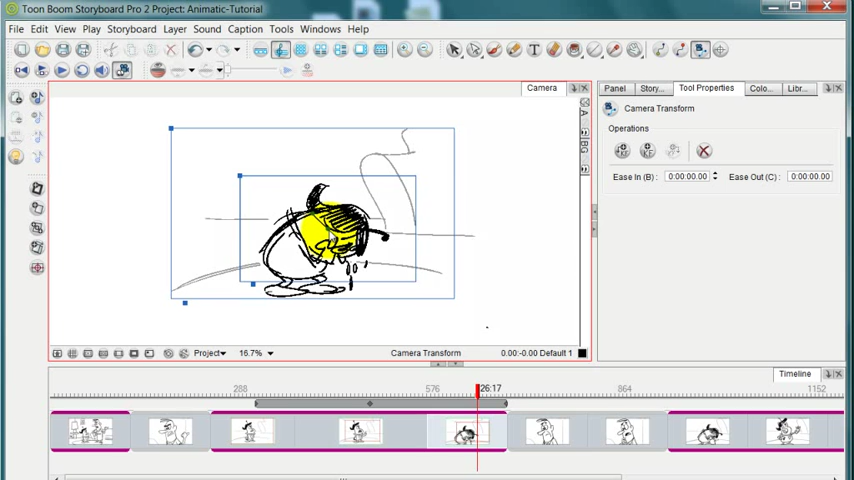 Toon Boom Storyboard Pro 2 Project: Animatic-Tutorial
File Edit View Play Storyboard Layer Sound Caption Tools Windows Help
Camera
Panel Story... Tool Properties Colo... Libr...
Camera Transform
Operations
Ease In (B): 0:00:00.00 Ease Out (C): 0:00:00.00
A
BG
Project 16.7% Camera Transform 0:00:-0.0 Default 1
Timeline
288 576 26:17 864 1152